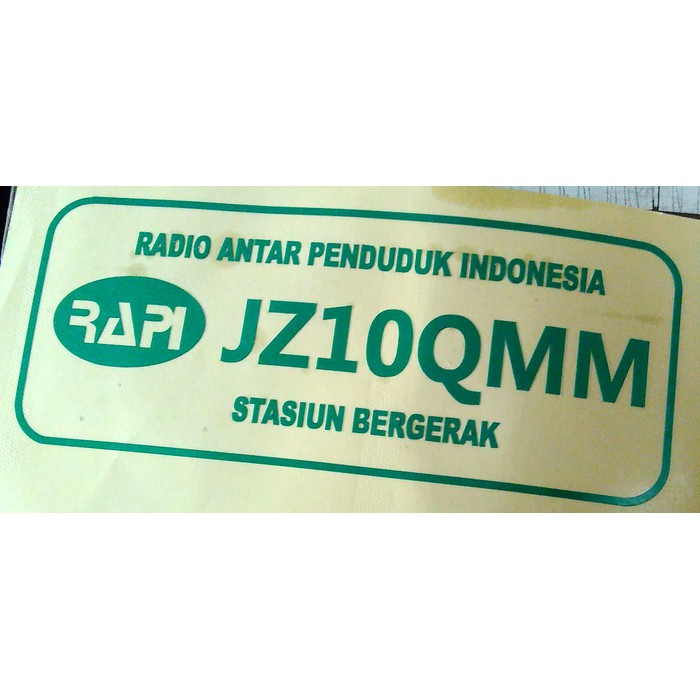 RADIO ANTAR PENDUDUK INDONESIA
RAPI JZ10QMM
STASIUN BERGERAK